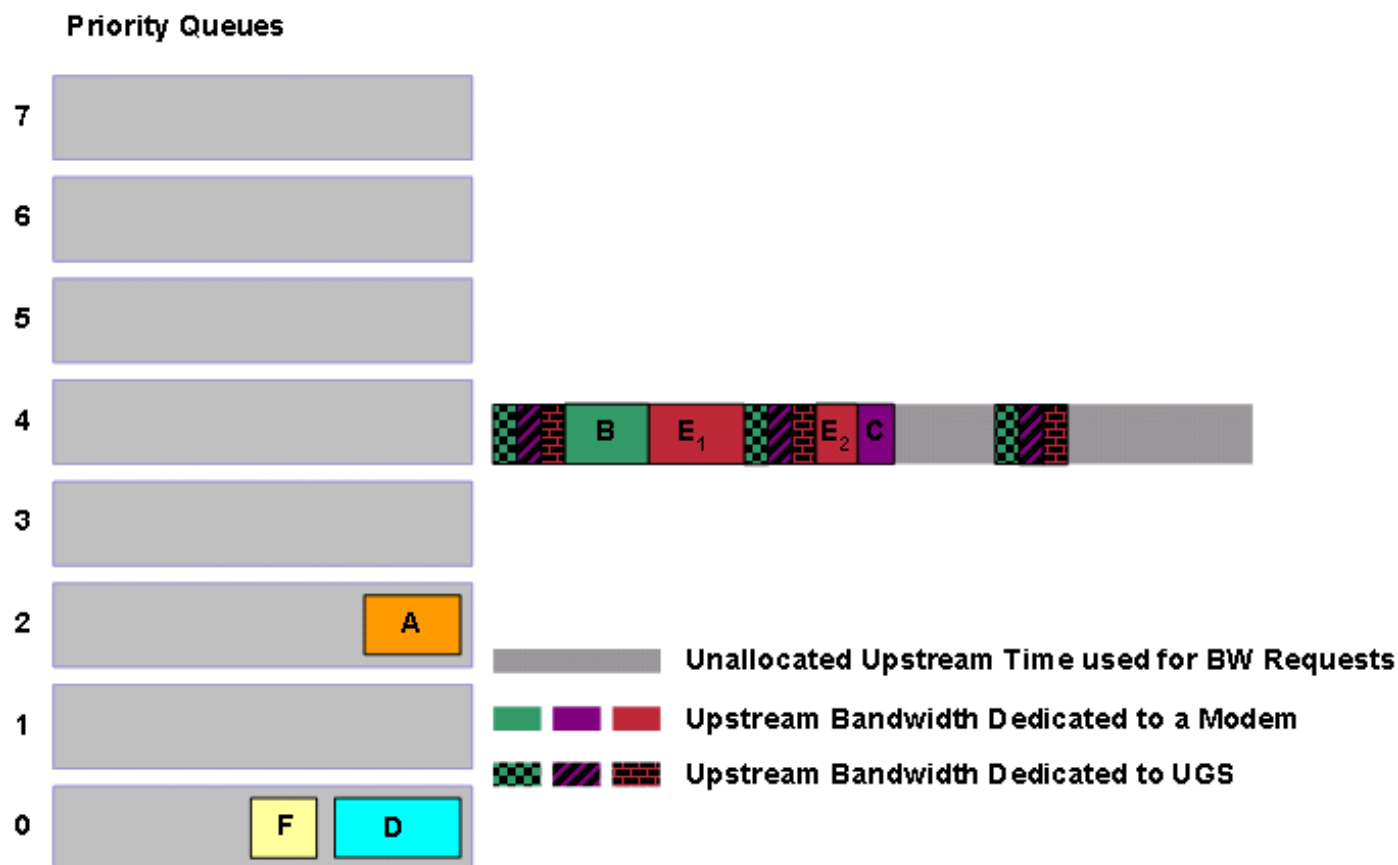 Priority Queues
7
6
5
4
B E1 E2 C
3
2
A
Unallocated Upstream Time used for BW Requests
1
Upstream Bandwidth Dedicated to a Modem
Upstream Bandwidth Dedicated to UGS
0
F D